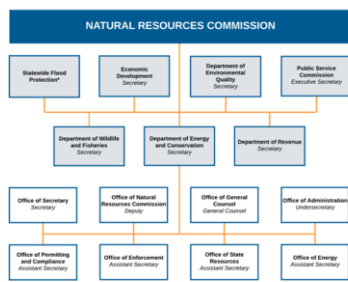 NATURAL RESOURCES COMMISSION
Statewide Flood
Protection*
Economic
Development
Secretary
Department of
Environmental
Quality
Secretary
Public Service
Commission
Executive Secretary
Department of Wildlife
and Fisheries
Secretary
Department of Energy
and Conservation
Secretary
Department of Revenue
Secretary
Office of Secretary
Secretary
Office of Natural
Resources Commission
Deputy
Office of General
Counsel
General Counsel
Office of Administration
Undersecretary
Office of Permitting
and Compliance
Assistant Secretary
Office of Enforcement
Assistant Secretary
Office of State
Resources
Assistant Secretary
Office of Energy
Assistant Secretary